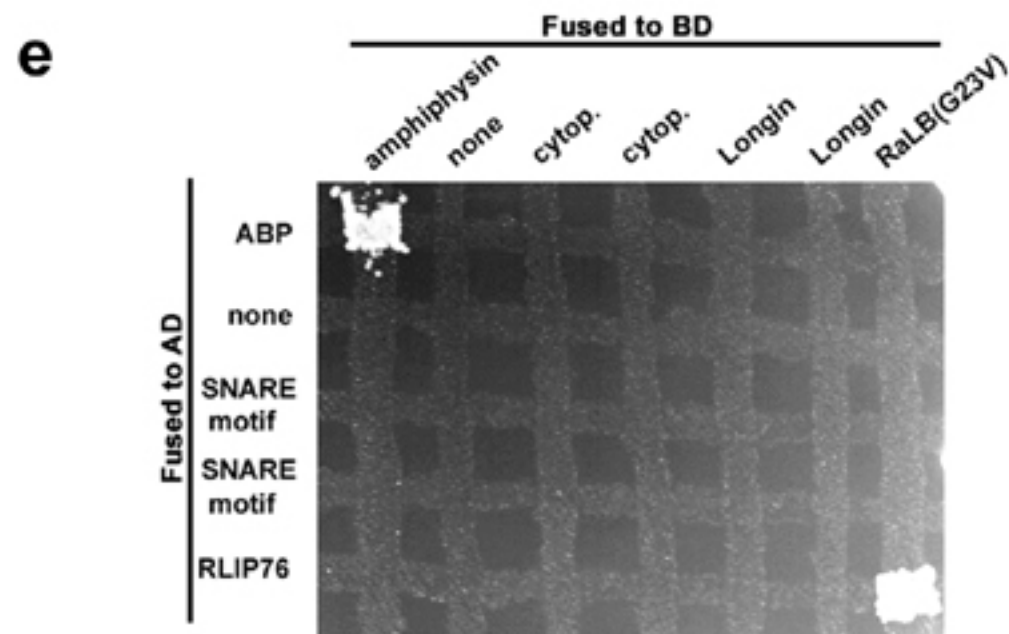 e
Fused to BD
amphiphysin
none
cytop.
cytop.
Longin
Longin
RaLB(G23V)
Fused to AD
ABP
none
SNARE
motif
SNARE
motif
RLIP76